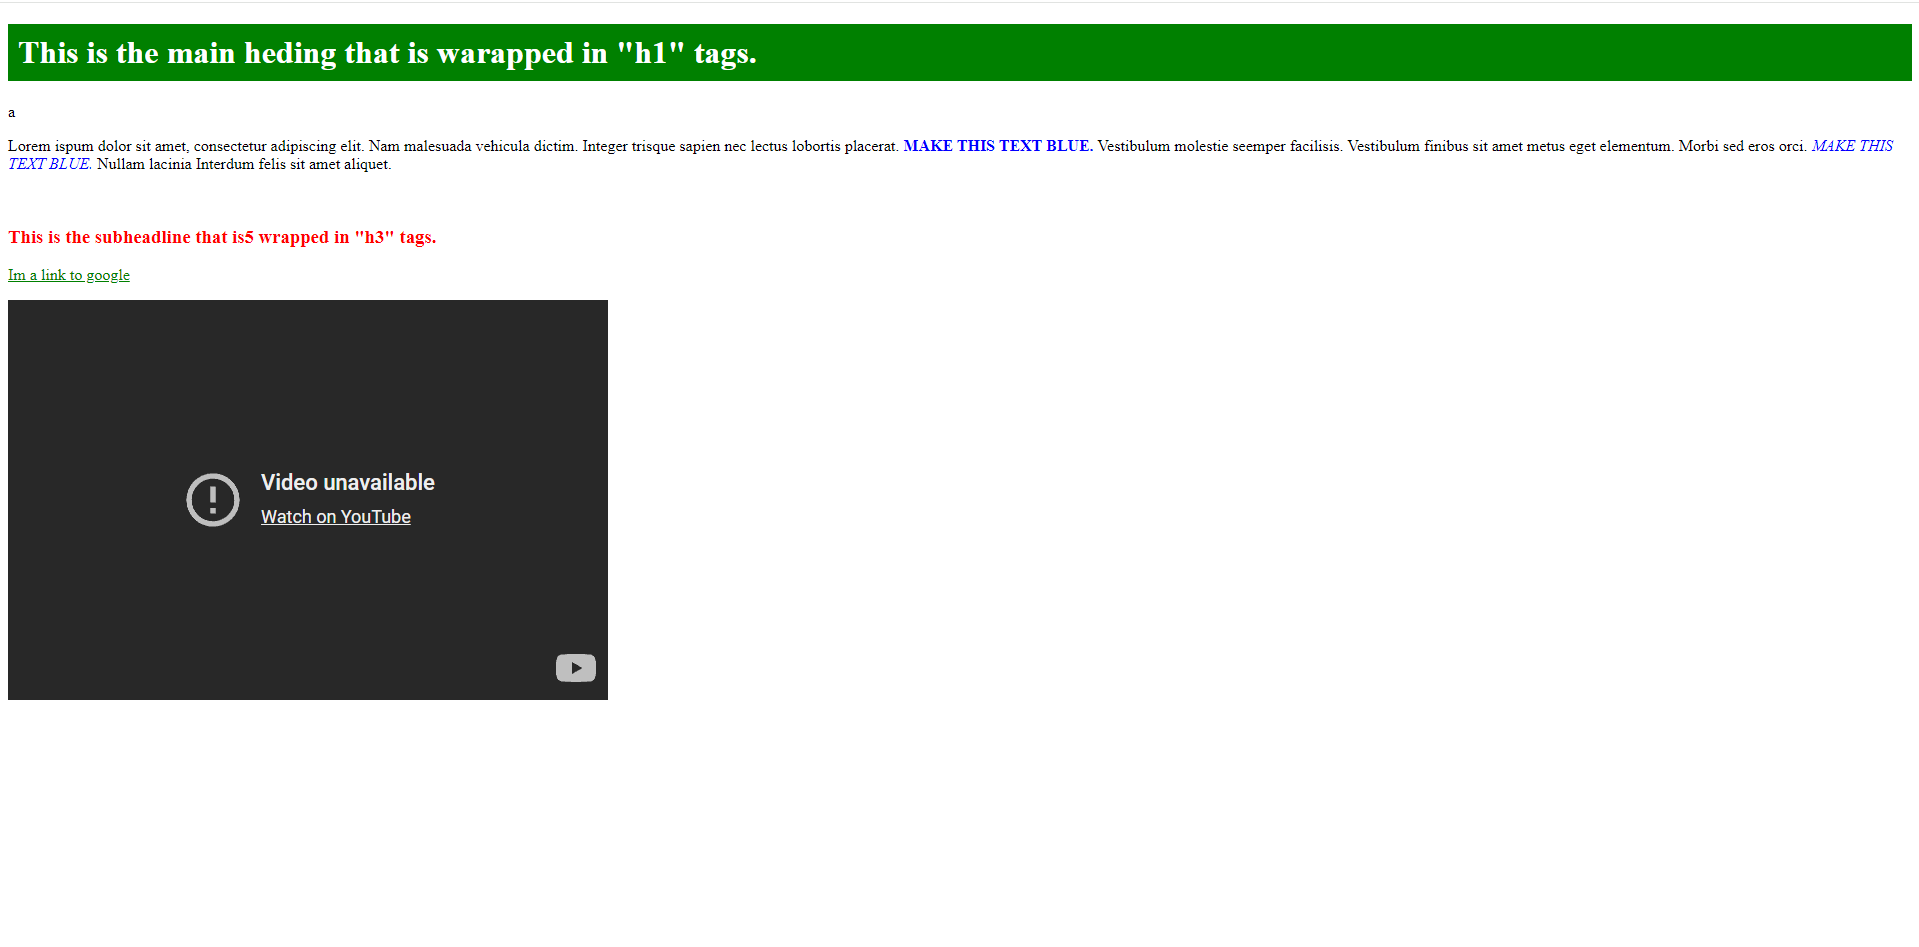 This is the main heding that is warapped in "h1" tags.
a
Lorem ispum dolor sit amet, consectetur adipiscing elit. Nam malesuada vehicula dictim. Integer trisque sapien nec lectus lobortis placerat. MAKE THIS TEXT BLUE. Vestibulum molestie seemper facilisis. Vestibulum finibus sit amet metus eget elementum. Morbi sed eros orci. MAKE THIS
TEXT BLUE. Nullam lacinia Interdum felis sit amet aliquet.
This is the subheadline that is5 wrapped in "h3" tags.
Im a link to google
Video unavailable
Watch on YouTube